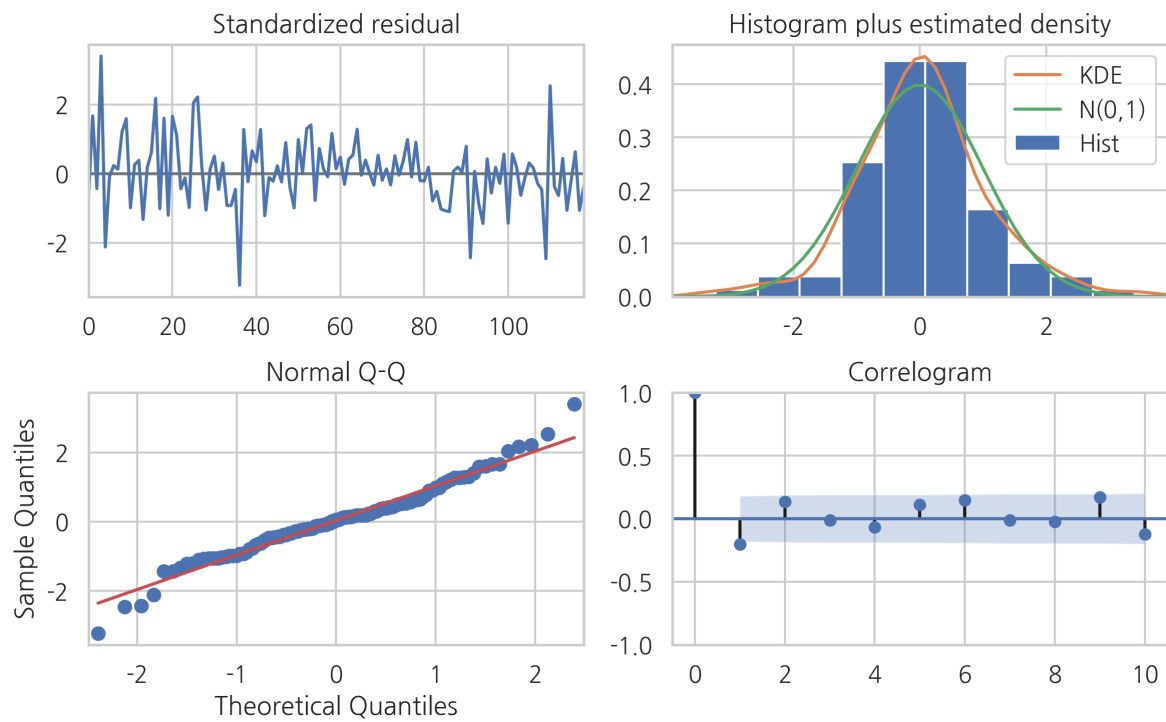 Standardized residual
2
0
-2
0 20 40 60 80 100
Histogram plus estimated density
0.4
0.3
0.2
0.1
0.0
-2 0 2
KDE
N(0,1)
Hist
Normal Q-Q
Sample Quantiles
2
0
-2
-2 -1 0 1 2
Theoretical Quantiles
Correlogram
1.0
0.5
0.0
-0.5
-1.0
0 2 4 6 8 10